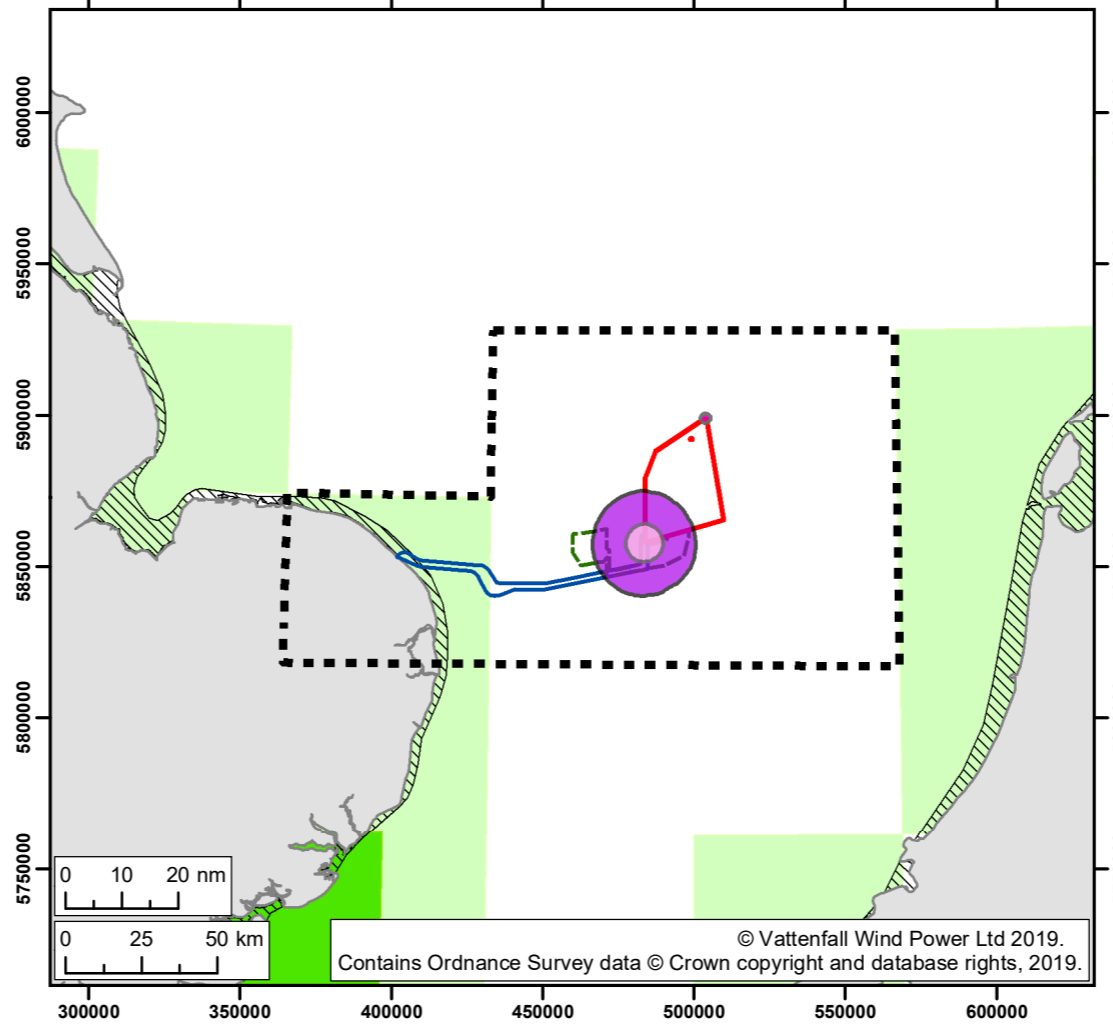 6000000
5950000
5900000
5850000
5800000
5750000
0 10 20 nm
0 25 50 km
© Vattenfall Wind Power Ltd 2019.
Contains Ordnance Survey data © Crown copyright and database rights, 2019.
300000 350000 400000 450000 500000 550000 600000